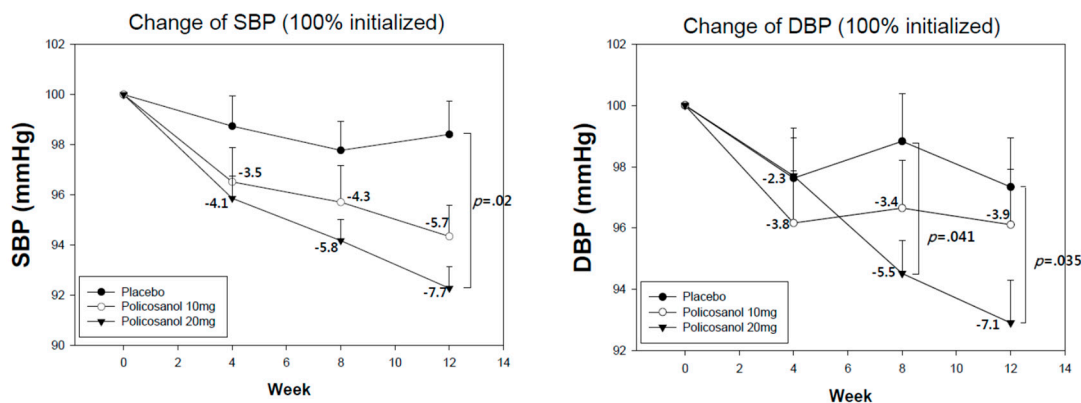 Change of SBP (100% initialized)
SBP (mmHg)
102
100
98
96
94
92
90
-3.5
-4.1
-4.3
-5.8
-5.7
-7.7
p=.02
Placebo
Policosanol 10mg
Policosanol 20mg
0 2 4 6 8 10 12 14
Week
Change of DBP (100% initialized)
DBP (mmHg)
102
100
98
96
94
92
-2.3
-3.8
-3.4
-5.5
-3.9
-7.1
p=.041
p=.035
Placebo
Policosanol 10mg
Policosanol 20mg
0 2 4 6 8 10 12 14
Week